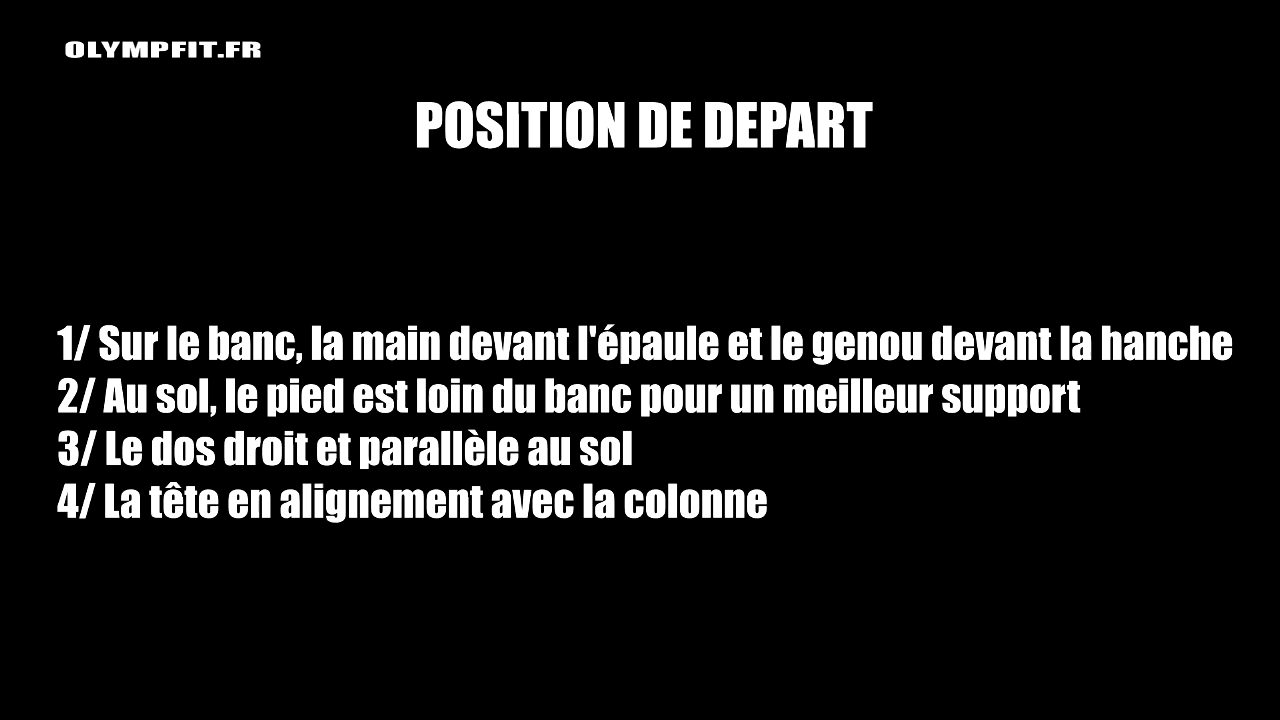 OLYMPFIT.FR
POSITION DE DEPART
1/ Sur le banc, la main devant l'épaule et le genou devant la hanche
2/ Au sol, le pied est loin du banc pour un meilleur support
3/ Le dos droit et parallèle au sol
4/ La tête en alignement avec la colonne